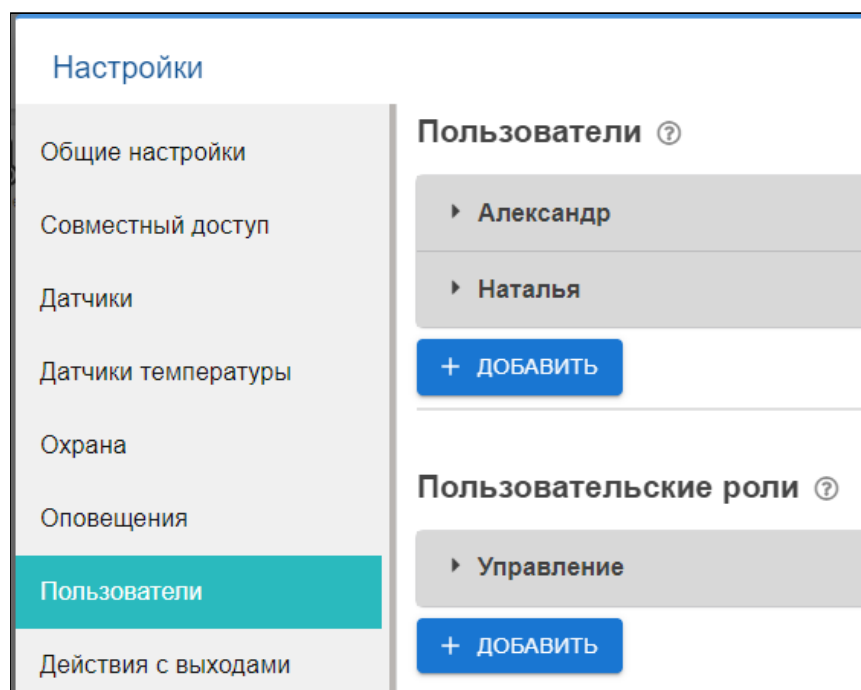 Настройки
Общие настройки
Совместный доступ
Датчики
Датчики температуры
Охрана
Оповещения
Пользователи
Действия с выходами
Пользователи ?
Александр
Наталья
+ ДОБАВИТЬ
Пользовательские роли ?
Управление
+ ДОБАВИТЬ